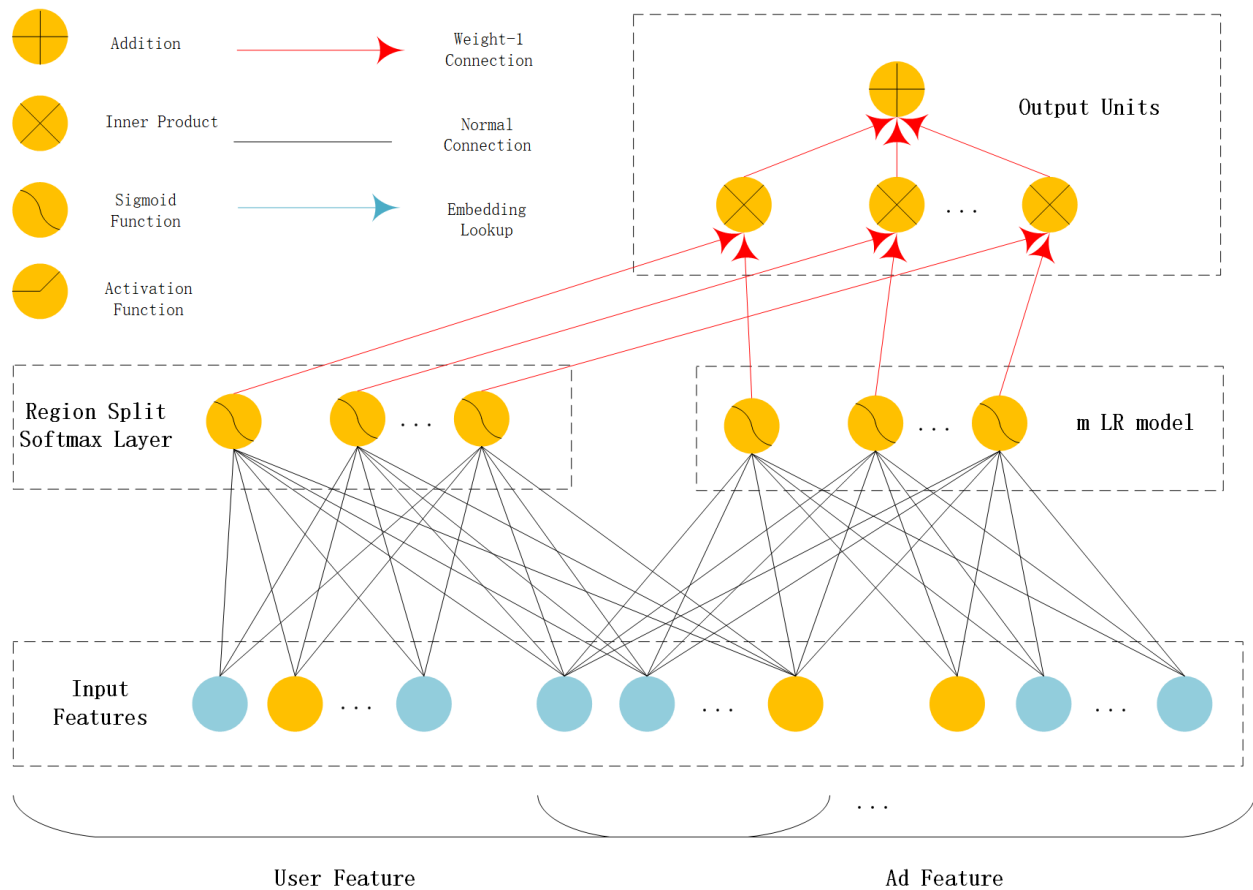 Addition
Weight-1
Connection
Inner Product
Normal
Connection
Sigmoid
Function
Embedding
Lookup
Activation
Function
Output Units
...
Region Split
Softmax Layer
...
...
m LR model
Input
Features
...
...
...
...
User Feature
Ad Feature